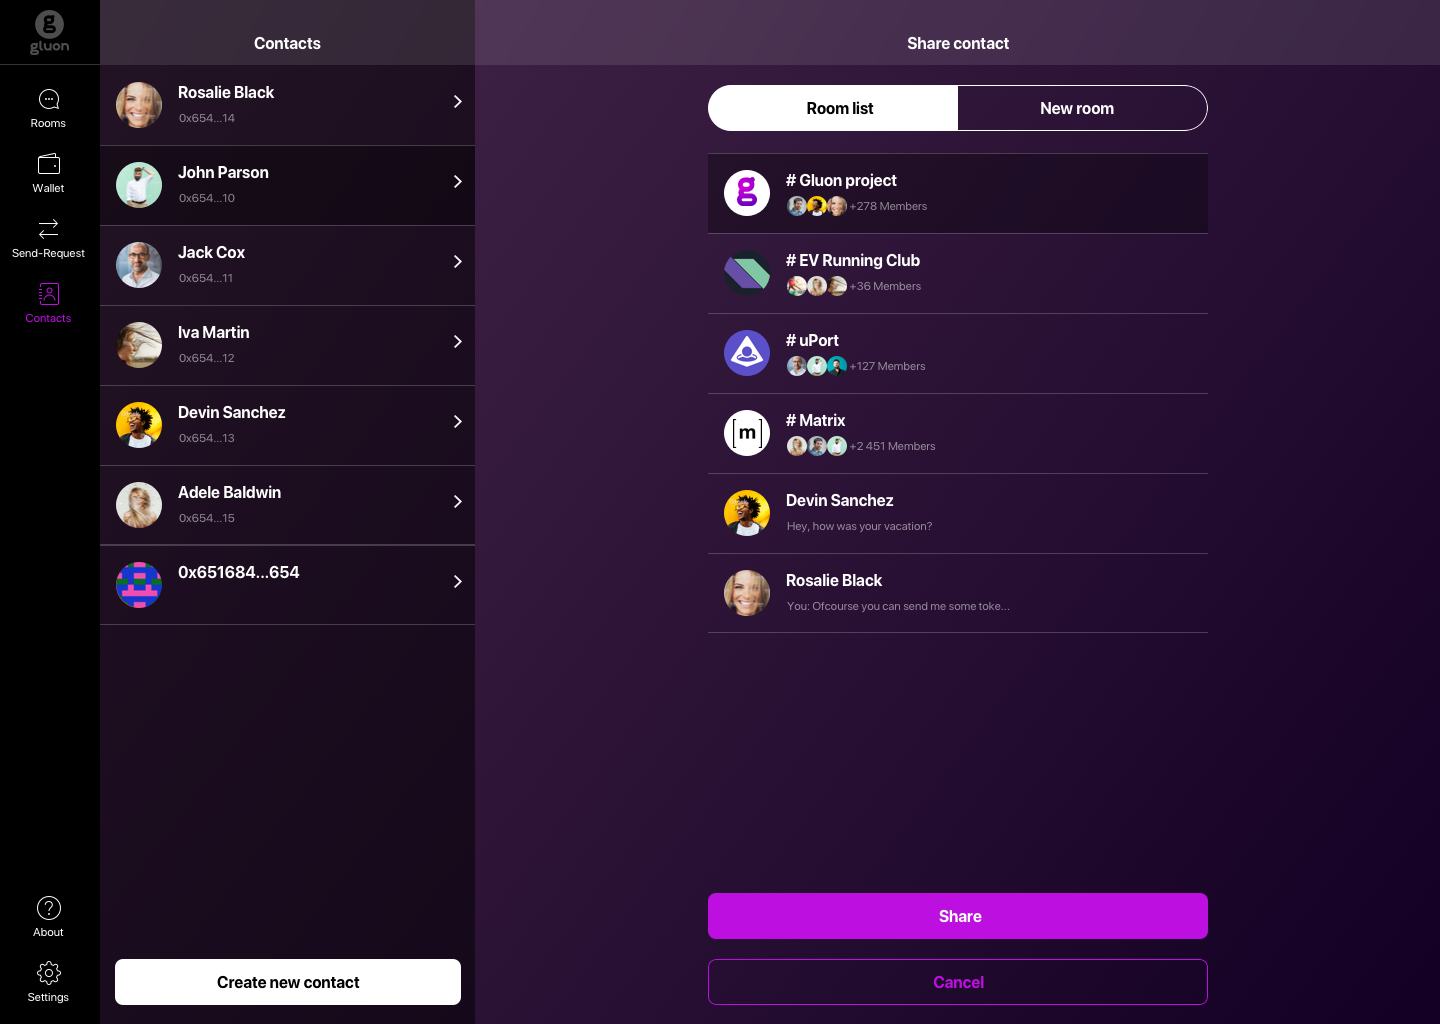 gluon
Rooms
Wallet
Send-Request
Contacts
About
Settings
Contacts
Rosalie Black
0x654...14
John Parson
0x654...10
Jack Cox
0x654...11
Iva Martin
0x654...12
Devin Sanchez
0x654...13
Adele Baldwin
0x654...15
0x651684...654
Create new contact
Share contact
Room list
New room
# Gluon project
+278 Members
# EV Running Club
+36 Members
# uPort
+127 Members
[m]
# Matrix
+2 451 Members
Devin Sanchez
Hey, how was your vacation?
Rosalie Black
You: Ofcourse you can send me some toke...
Share
Cancel